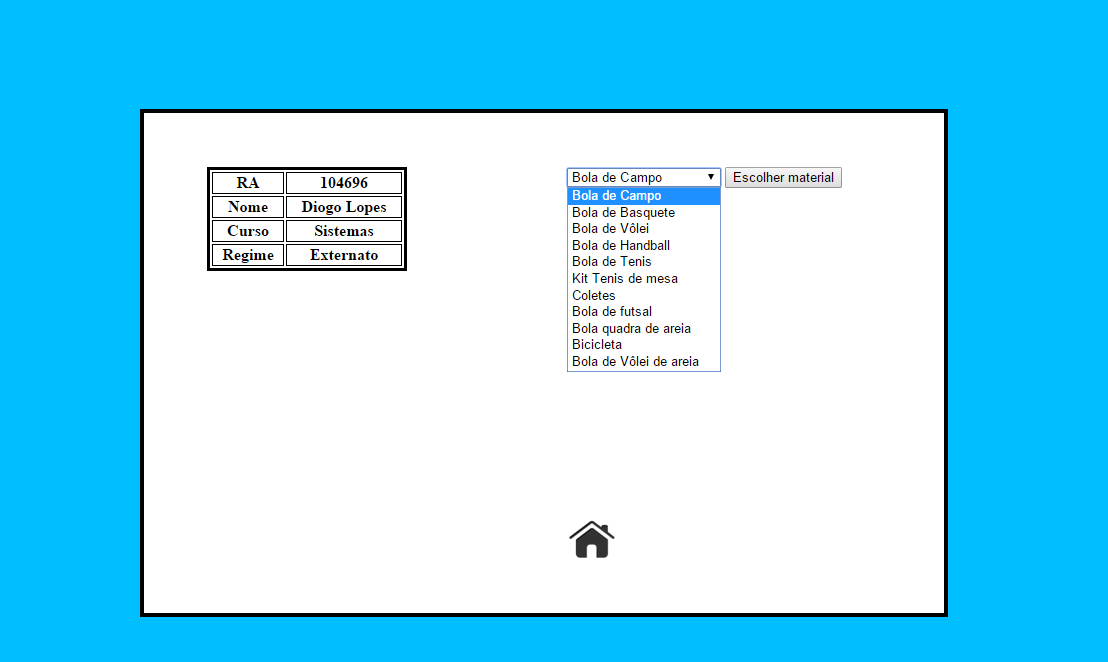 RA 104696
Nome Diogo Lopes
Curso Sistemas
Regime Externato
Bola de Campo ▼ Escolher material
Bola de Campo
Bola de Basquete
Bola de Vôlei
Bola de Handball
Bola de Tenis
Kit Tenis de mesa
Coletes
Bola de futsal
Bola quadra de areia
Bicicleta
Bola de Vôlei de areia